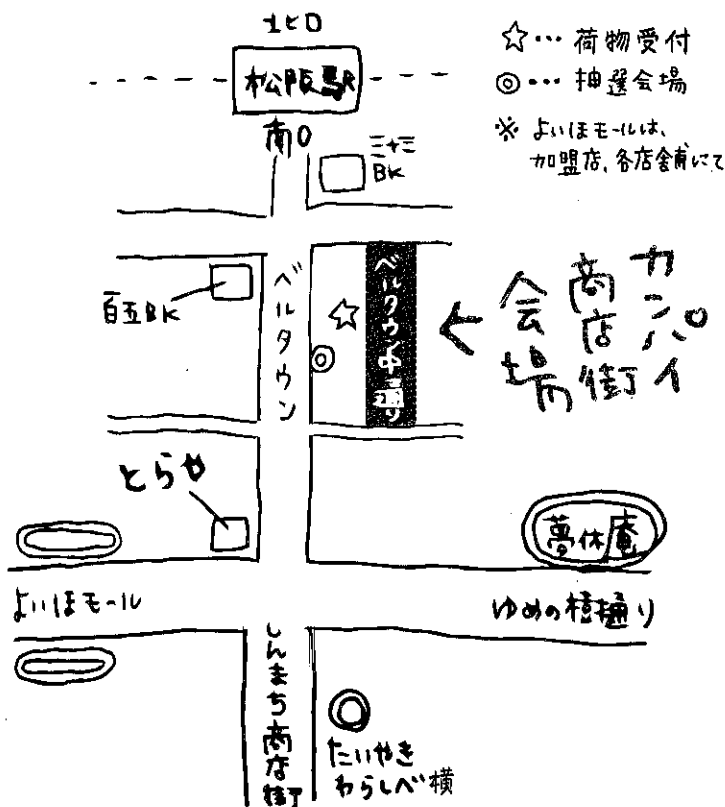 北口
松阪駅
南口
三十三
BK
☆… 荷物受付
◎… 抽選会場
※ よいほモールは、
加盟店、各店舗前にて
百五BK
ベルタウン
ベルタウン中通り
カンパイ
商店街
会場
とらや
夢休庵
よいほモール
ゆめの樹通り
しんまち商店街
たいやき
わらしべ横